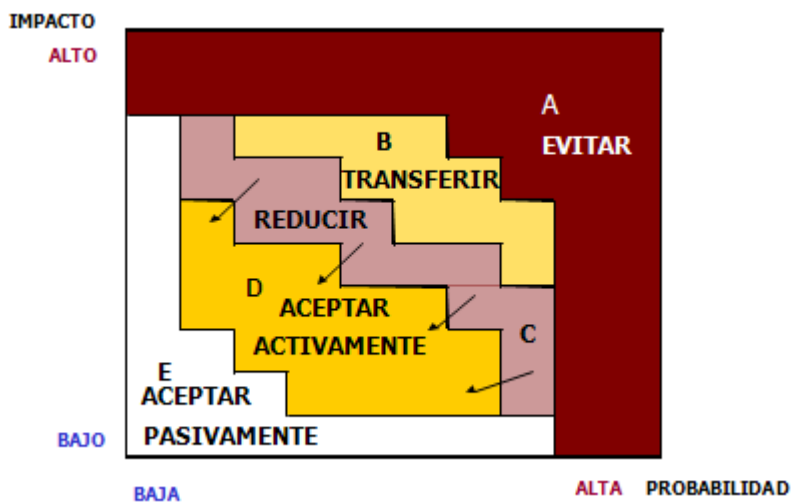 IMPACTO
ALTO
A
EVITAR
B
TRANSFERIR
REDUCIR
D
ACEPTAR
ACTIVAMENTE
C
E
ACEPTAR
PASIVAMENTE
BAJO
BAJA
ALTA PROBABILIDAD